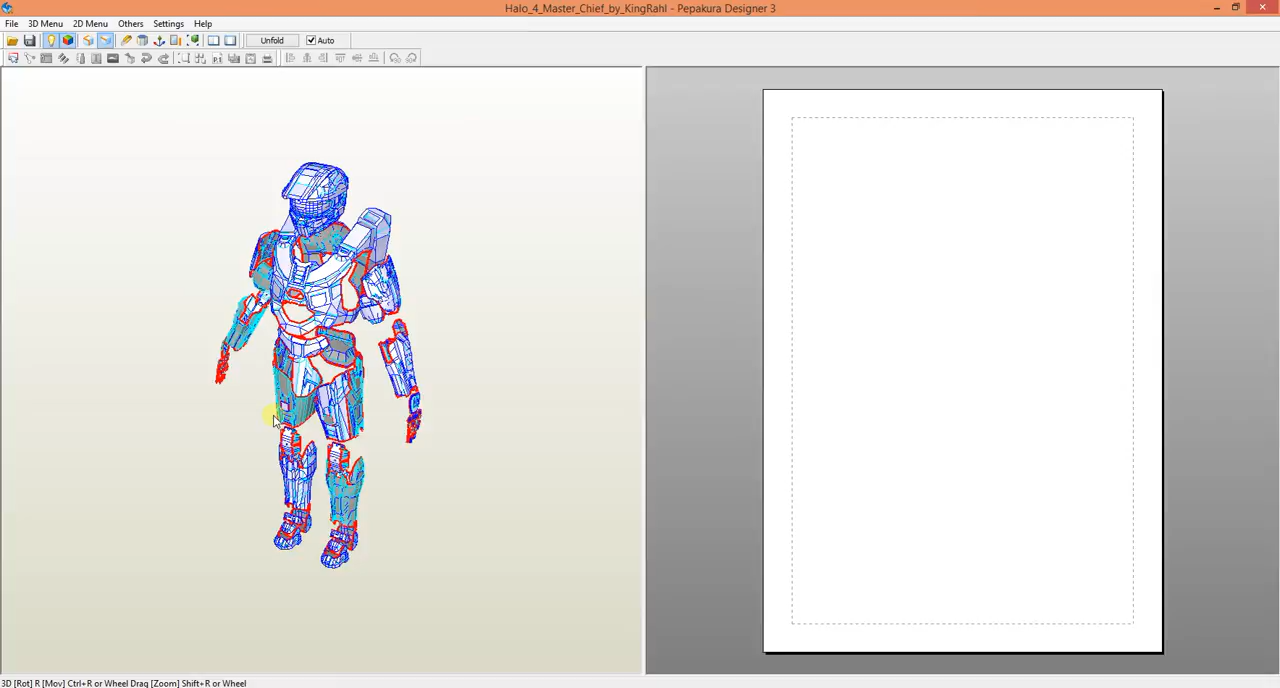 Halo_4_Master_Chief_by_KingRahl - Pepakura Designer 3
File 3D Menu 2D Menu Others Settings Help
Unfold Auto
3D [Rot] R [Mov] Ctrl+R or Wheel Drag [Zoom] Shift+R or Wheel